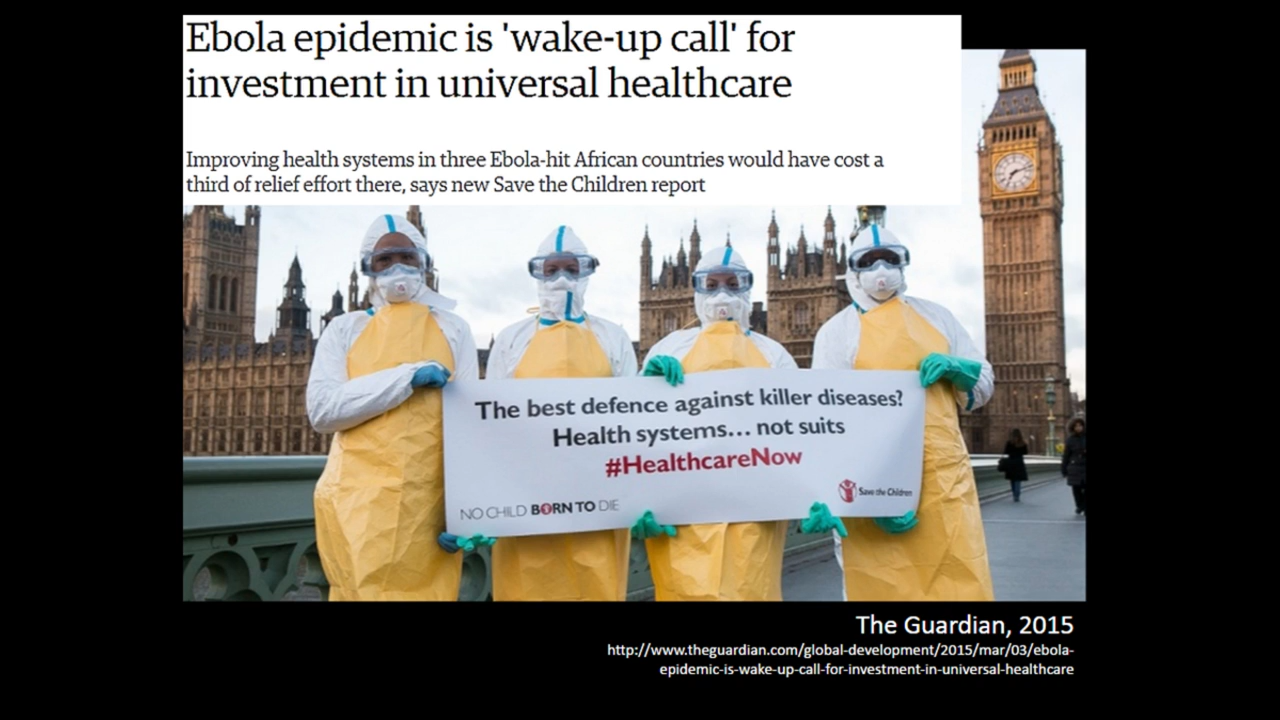 Ebola epidemic is 'wake-up call' for
investment in universal healthcare
Improving health systems in three Ebola-hit African countries would have cost a
third of relief effort there, says new Save the Children report
The best defence against killer diseases?
Health systems... not suits
#HealthcareNow
NO CHILD BORN TO DIE
Save the Children
The Guardian, 2015
http://www.theguardian.com/global-development/2015/mar/03/ebola-
epidemic-is-wake-up-call-for-investment-in-universal-healthcare